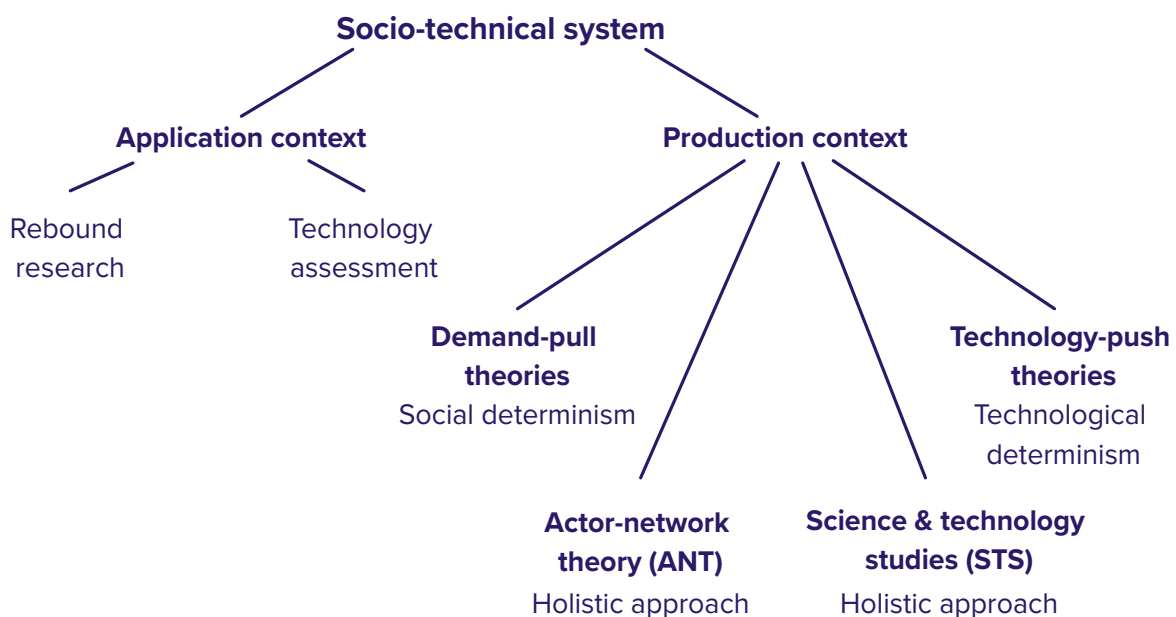 Socio-technical system
Application context
Production context
Rebound
research
Technology
assessment
Demand-pull
theories
Social determinism
Technology-push
theories
Technological
determinism
Actor-network
theory (ANT)
Holistic approach
Science & technology
studies (STS)
Holistic approach